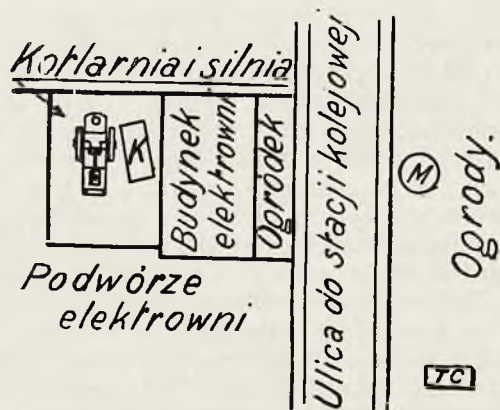 Kotlarnia i silnia
K
Budynek
elektrowni
Ogródek
Ulica do stacji kolejowej
M
Ogrody.
Podwórze
elektrowni
TC